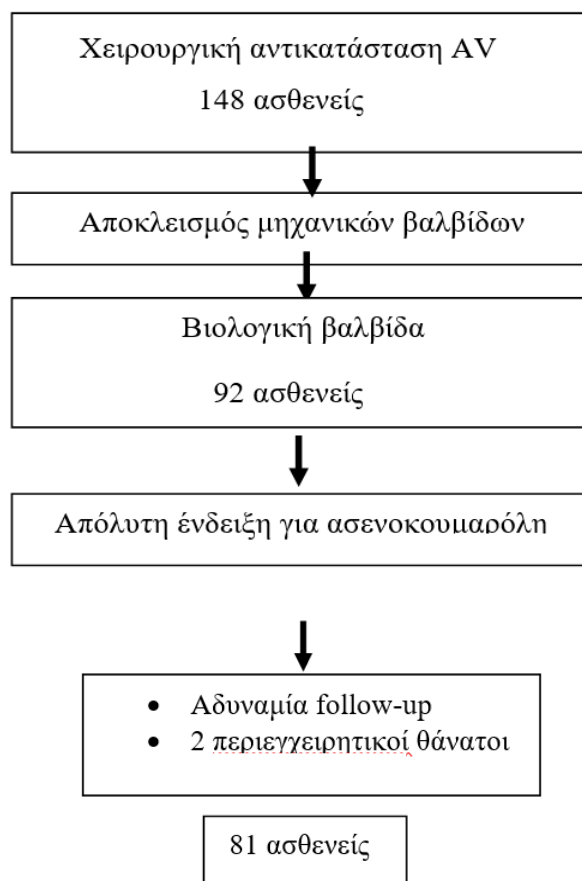 Χειρουργική αντικατάσταση AV
148 ασθενείς
Αποκλεισμός μηχανικών βαλβίδων
Βιολογική βαλβίδα
92 ασθενείς
Απόλυτη ένδειξη για ασενοκουμαρόλη
• Αδυναμία follow-up
• 2 περιεγχειρητικοί θάνατοι
81 ασθενείς